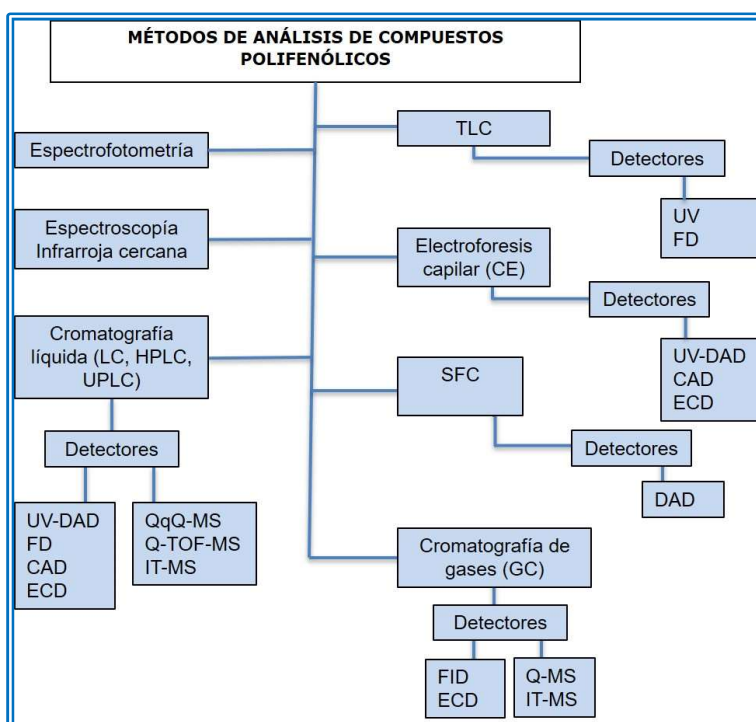 MÉTODOS DE ANÁLISIS DE COMPUESTOS
POLIFENÓLICOS
Espectrofotometría
Espectroscopía
Infrarroja cercana
Cromatografía
líquida (LC, HPLC,
UPLC)
Detectores
UV-DAD
FD
CAD
ECD
QqQ-MS
Q-TOF-MS
IT-MS
TLC
Detectores
UV
FD
Electroforesis
capilar (CE)
Detectores
UV-DAD
CAD
ECD
SFC
Detectores
DAD
Cromatografía de
gases (GC)
Detectores
FID
ECD
Q-MS
IT-MS